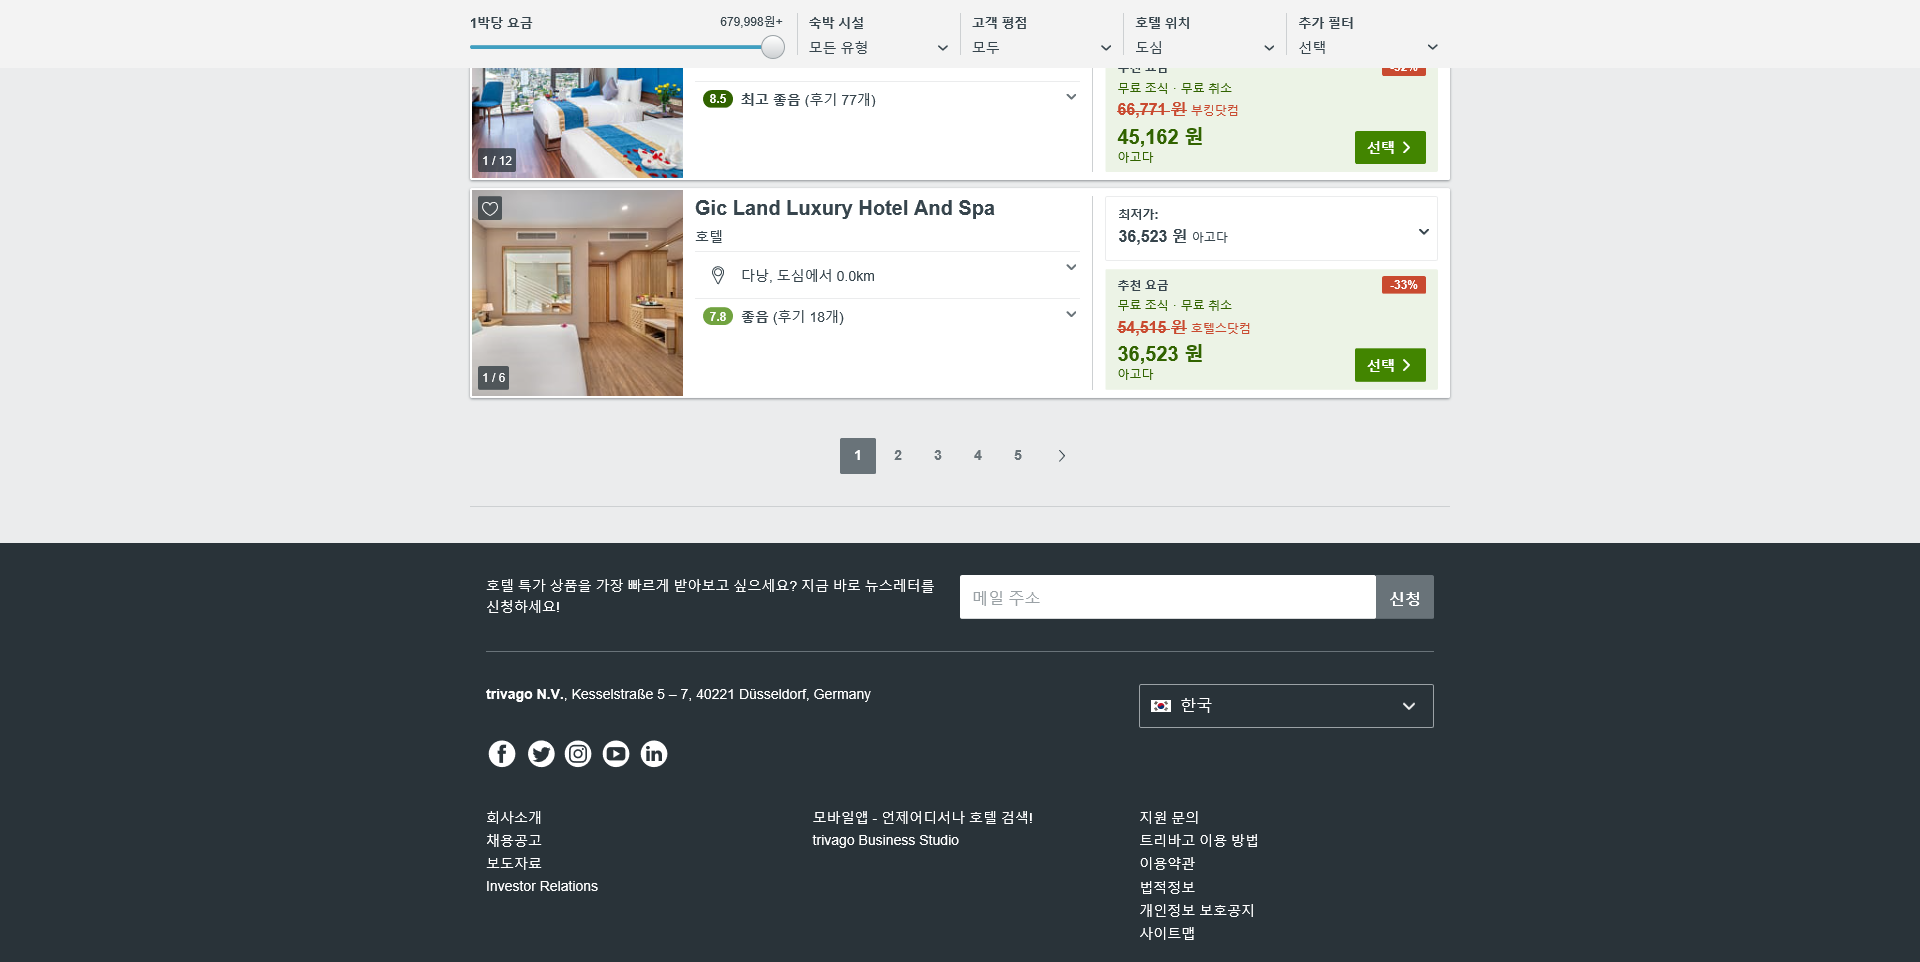 1박당 요금
679,998원+
숙박 시설
모든 유형
고객 평점
모두
호텔 위치
도심
추가 필터
선택
8.5 최고 좋음 (후기 77개)
1 / 12
추천 요금
-32%
무료 조식 · 무료 취소
66,771 원 부킹닷컴
45,162 원
아고다
선택
Gic Land Luxury Hotel And Spa
호텔
다낭, 도심에서 0.0km
7.8 좋음 (후기 18개)
1 / 6
최저가:
36,523 원 아고다
추천 요금
-33%
무료 조식 · 무료 취소
54,515 원 호텔스닷컴
36,523 원
아고다
선택
1 2 3 4 5
호텔 특가 상품을 가장 빠르게 받아보고 싶으세요? 지금 바로 뉴스레터를
신청하세요!
메일 주소
신청
trivago N.V., Kesselstraße 5 – 7, 40221 Düsseldorf, Germany
한국
회사소개
채용공고
보도자료
Investor Relations
모바일앱 - 언제어디서나 호텔 검색!
trivago Business Studio
지원 문의
트리바고 이용 방법
이용약관
법적정보
개인정보 보호공지
사이트맵